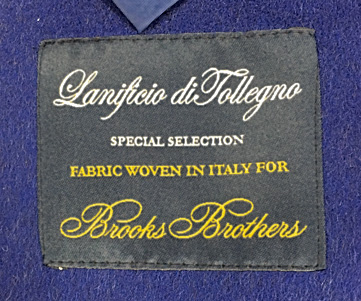 Lanificio di Tollegno
SPECIAL SELECTION
FABRIC WOVEN IN ITALY FOR
Brooks Brothers